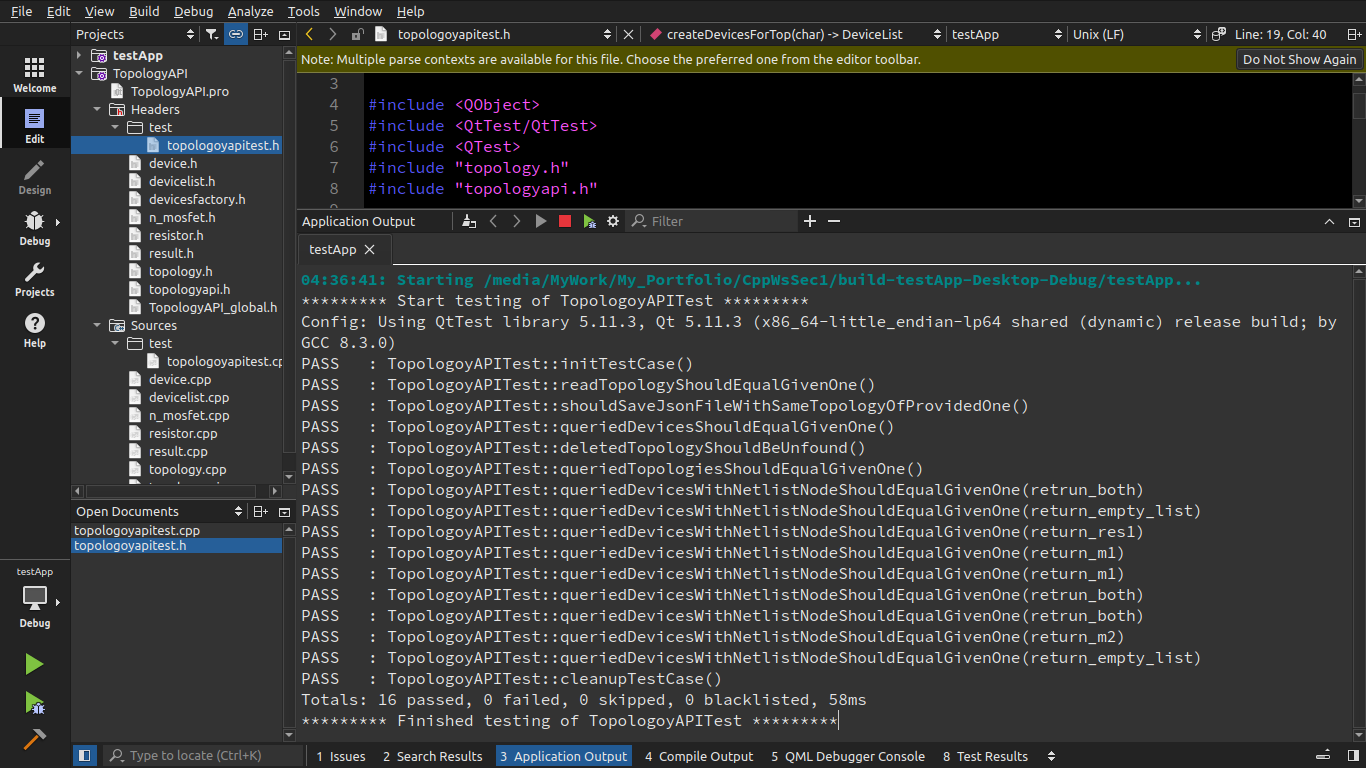 File Edit View Build Debug Analyze Tools Window Help
Projects
topologoyapitest.h
createDevicesForTop(char) -> DeviceList
testApp
Unix (LF)
Line: 19, Col: 40
Note: Multiple parse contexts are available for this file. Choose the preferred one from the editor toolbar.
Do Not Show Again
Welcome
Edit
Design
Debug
Projects
Help
testApp
Debug
testApp
TopologyAPI
TopologyAPI.pro
Headers
test
topologoyapitest.h
device.h
devicelist.h
devicesfactory.h
n_mosfet.h
resistor.h
result.h
topology.h
topologyapi.h
TopologyAPI_global.h
Sources
test
topologoyapitest.cp
device.cpp
devicelist.cpp
n_mosfet.cpp
resistor.cpp
result.cpp
topology.cpp
Open Documents
topologoyapitest.cpp
topologoyapitest.h
3
4 #include <QObject>
5 #include <QtTest/QtTest>
6 #include <QTest>
7 #include "topology.h"
8 #include "topologyapi.h"
Application Output
Filter
testApp
04:36:41: Starting /media/MyWork/My_Portfolio/CppWsSec1/build-testApp-Desktop-Debug/testApp...
********* Start testing of TopologoyAPITest *********
Config: Using QtTest library 5.11.3, Qt 5.11.3 (x86_64-little_endian-lp64 shared (dynamic) release build; by
GCC 8.3.0)
PASS   : TopologoyAPITest::initTestCase()
PASS   : TopologoyAPITest::readTopologyShouldEqualGivenOne()
PASS   : TopologoyAPITest::shouldSaveJsonFileWithSameTopologyOfProvidedOne()
PASS   : TopologoyAPITest::queriedDevicesShouldEqualGivenOne()
PASS   : TopologoyAPITest::deletedTopologyShouldBeUnfound()
PASS   : TopologoyAPITest::queriedTopologiesShouldEqualGivenOne()
PASS   : TopologoyAPITest::queriedDevicesWithNetlistNodeShouldEqualGivenOne(retrun_both)
PASS   : TopologoyAPITest::queriedDevicesWithNetlistNodeShouldEqualGivenOne(return_empty_list)
PASS   : TopologoyAPITest::queriedDevicesWithNetlistNodeShouldEqualGivenOne(return_res1)
PASS   : TopologoyAPITest::queriedDevicesWithNetlistNodeShouldEqualGivenOne(return_m1)
PASS   : TopologoyAPITest::queriedDevicesWithNetlistNodeShouldEqualGivenOne(return_m1)
PASS   : TopologoyAPITest::queriedDevicesWithNetlistNodeShouldEqualGivenOne(retrun_both)
PASS   : TopologoyAPITest::queriedDevicesWithNetlistNodeShouldEqualGivenOne(retrun_both)
PASS   : TopologoyAPITest::queriedDevicesWithNetlistNodeShouldEqualGivenOne(return_m2)
PASS   : TopologoyAPITest::queriedDevicesWithNetlistNodeShouldEqualGivenOne(return_empty_list)
PASS   : TopologoyAPITest::cleanupTestCase()
Totals: 16 passed, 0 failed, 0 skipped, 0 blacklisted, 58ms
********* Finished testing of TopologoyAPITest *********
Type to locate (Ctrl+K)
1 Issues 2 Search Results 3 Application Output 4 Compile Output 5 QML Debugger Console 8 Test Results